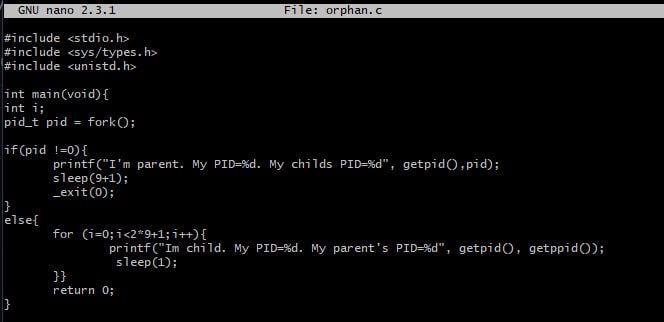 GNU nano 2.3.1 File: orphan.c
#include <stdio.h>
#include <sys/types.h>
#include <unistd.h>
int main(void){
int i;
pid_t pid = fork();
if(pid !=0){
printf("I'm parent. My PID=%d. My childs PID=%d", getpid(),pid);
sleep(9+1);
_exit(0);
}
else{
for (i=0;i<2*9+1;i++){
printf("Im child. My PID=%d. My parent's PID=%d", getpid(), getppid());
sleep(1);
}}
return 0;
}